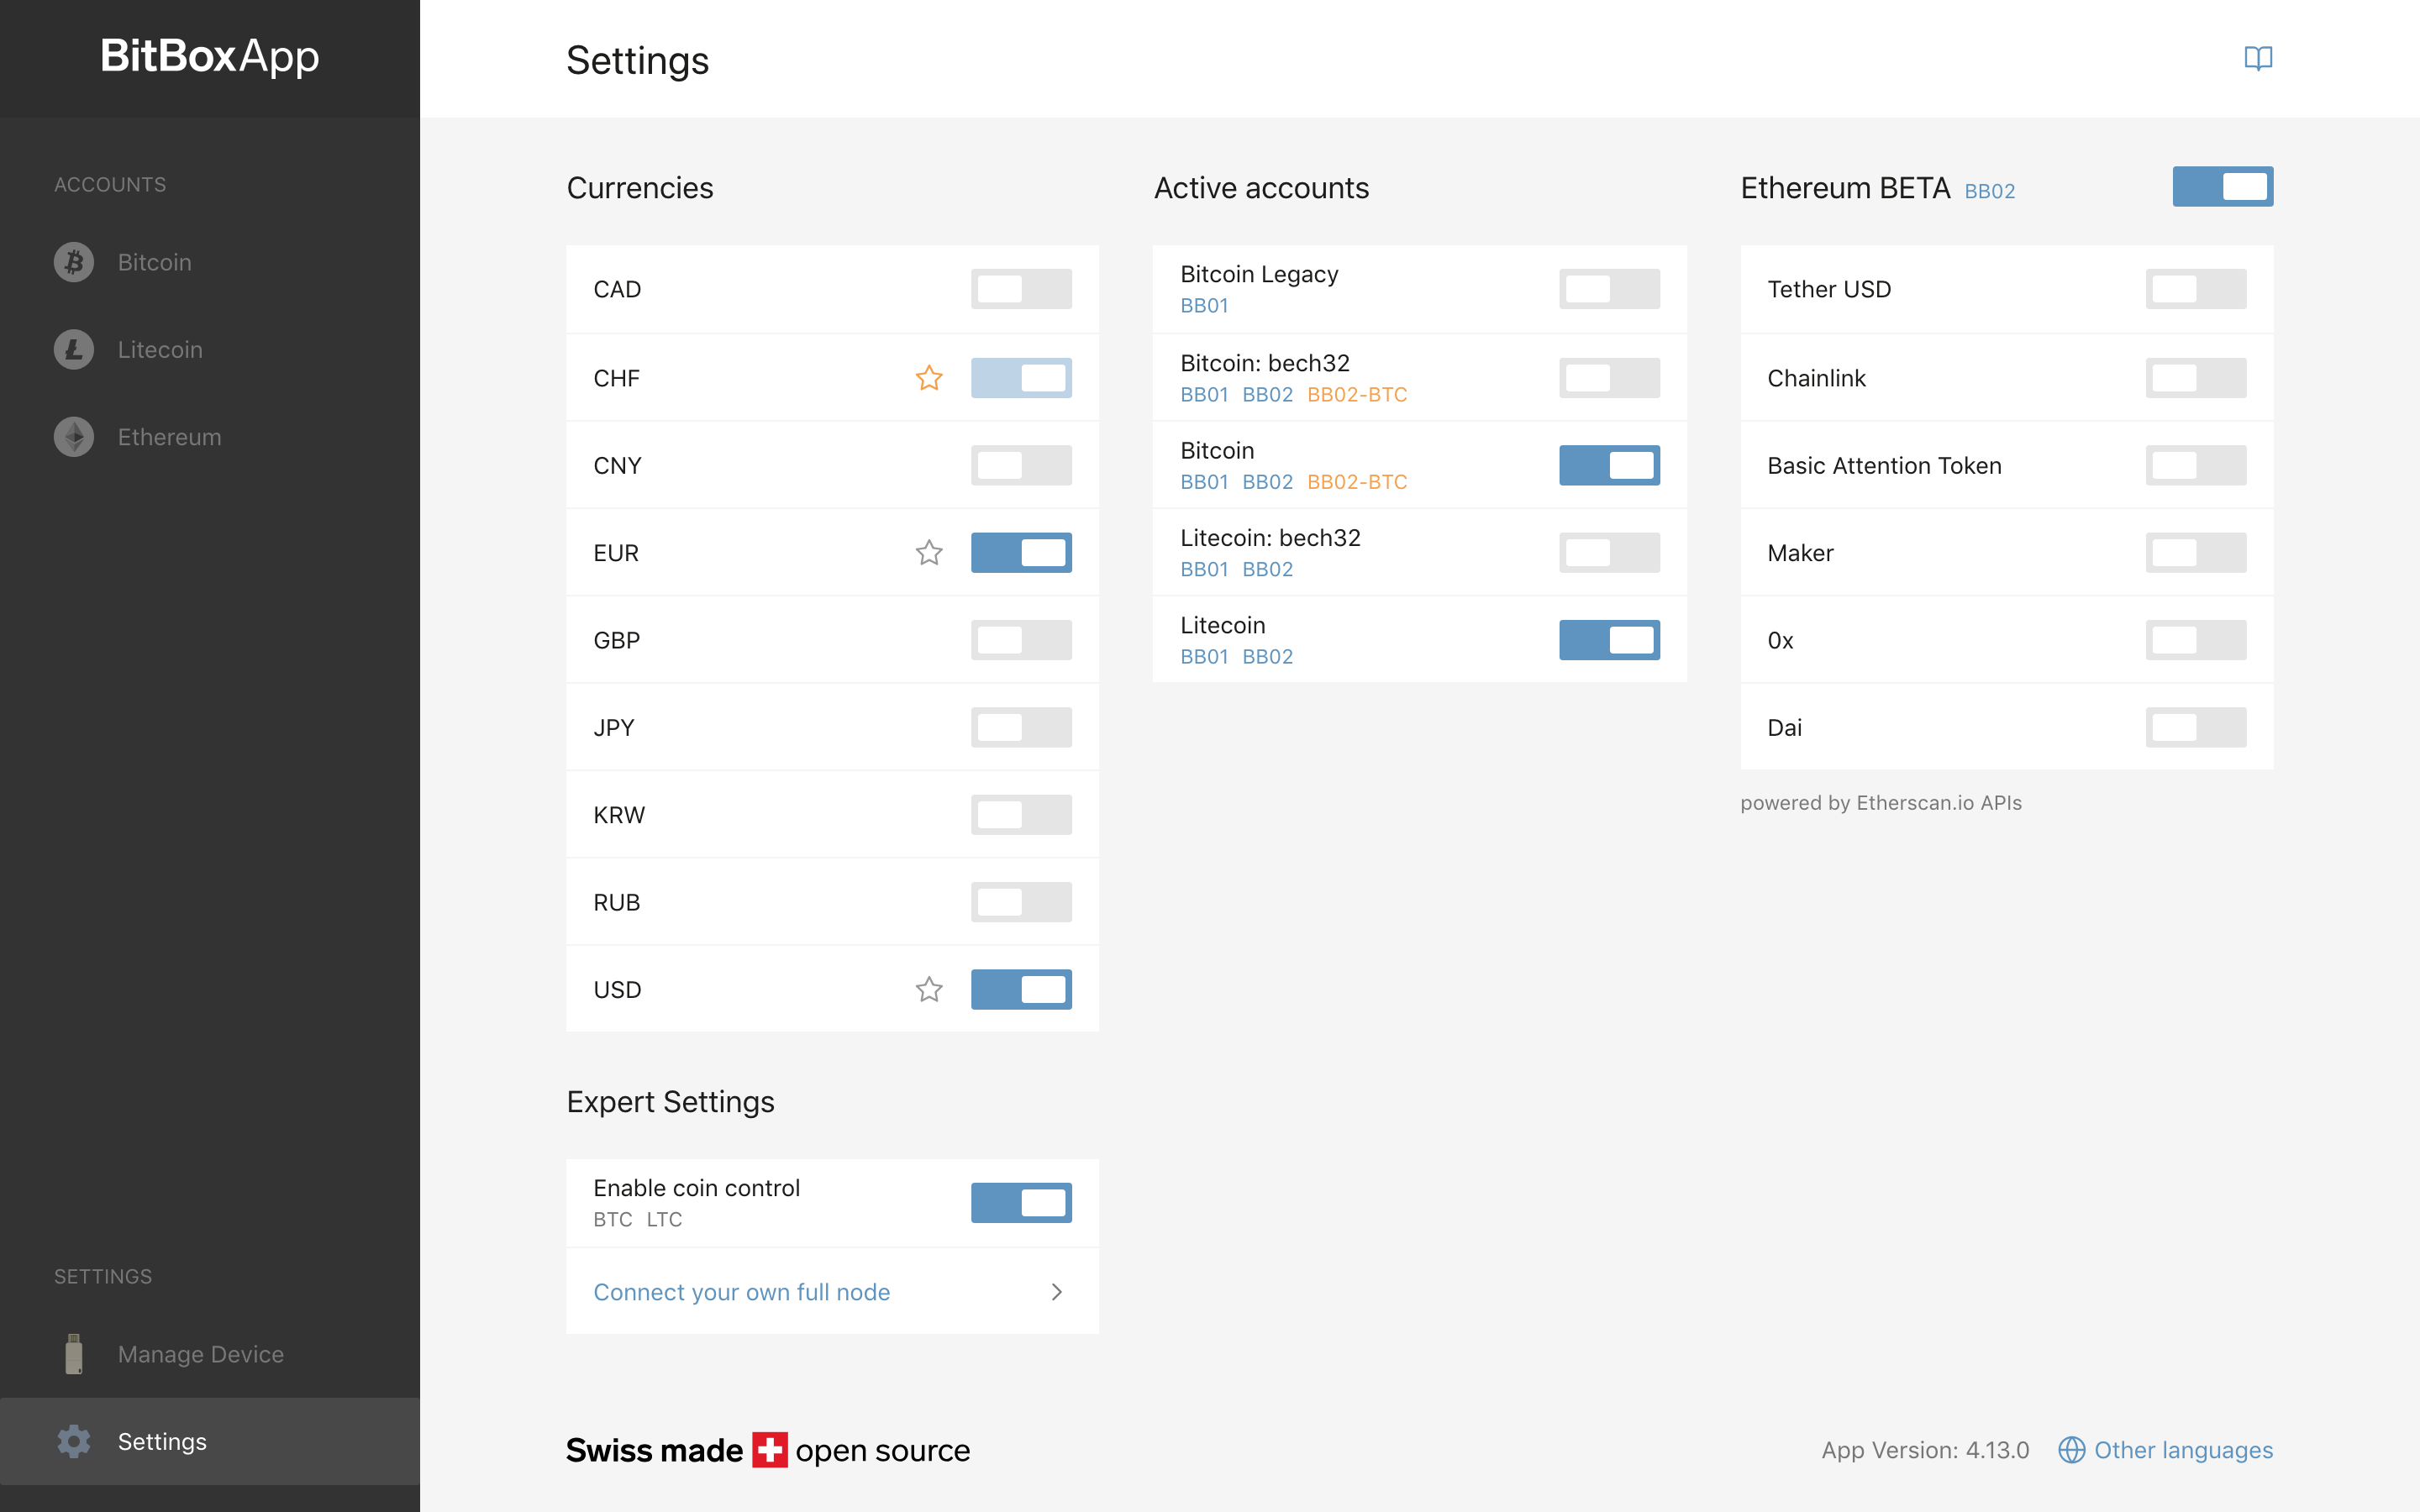 BitBoxApp
ACCOUNTS
Bitcoin
Litecoin
Ethereum
SETTINGS
Manage Device
Settings
Settings
Currencies
CAD
CHF
CNY
EUR
GBP
JPY
KRW
RUB
USD
Expert Settings
Enable coin control
BTC LTC
Connect your own full node
Active accounts
Bitcoin Legacy
BB01
Bitcoin: bech32
BB01 BB02 BB02-BTC
Bitcoin
BB01 BB02 BB02-BTC
Litecoin: bech32
BB01 BB02
Litecoin
BB01 BB02
Ethereum BETA BB02
Tether USD
Chainlink
Basic Attention Token
Maker
0x
Dai
powered by Etherscan.io APIs
Swiss made open source
App Version: 4.13.0 Other languages